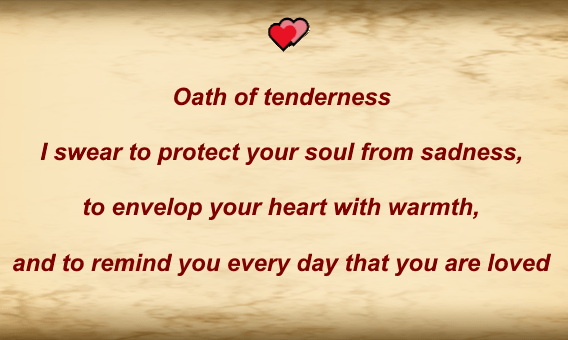 Oath of tenderness
I swear to protect your soul from sadness,
to envelop your heart with warmth,
and to remind you every day that you are loved